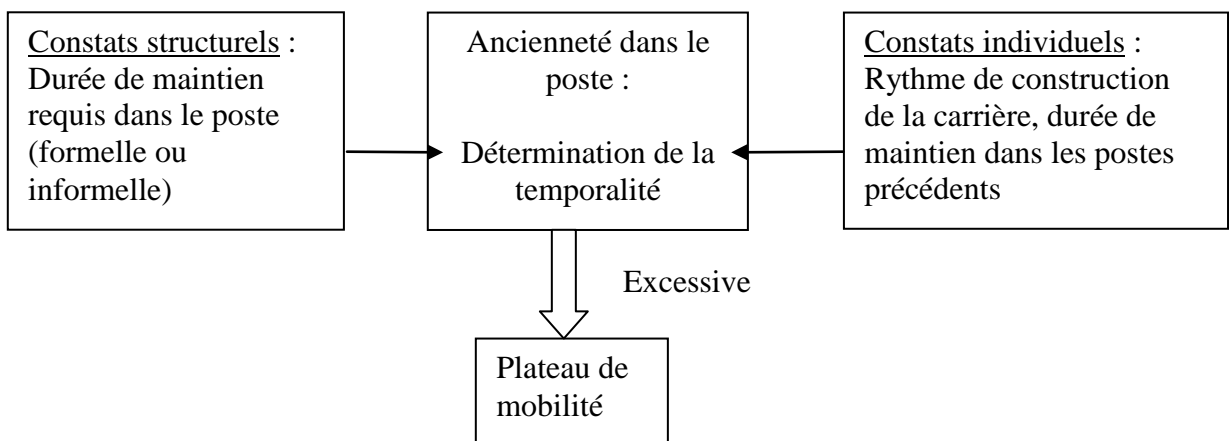 Constats structurels :
Durée de maintien
requis dans le poste
(formelle ou
informelle)
Ancienneté dans le
poste :
Détermination de la
temporalité
Constats individuels :
Rythme de construction
de la carrière, durée de
maintien dans les postes
précédents
Excessive
Plateau de
mobilité